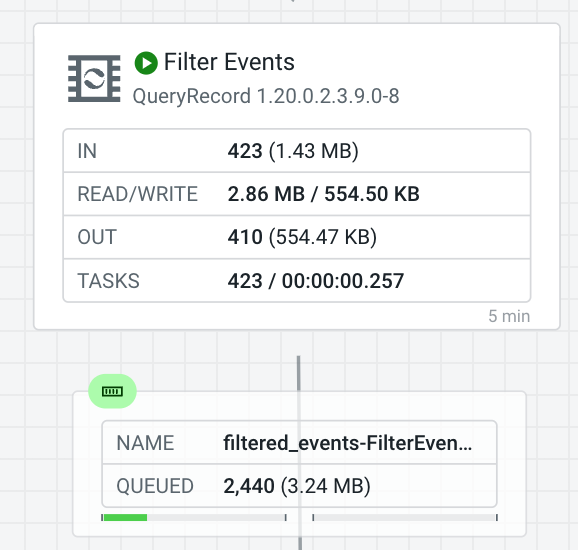 Filter Events
QueryRecord 1.20.0.2.3.9.0-8
IN 423 (1.43 MB)
READ/WRITE 2.86 MB / 554.50 KB
OUT 410 (554.47 KB)
TASKS 423 / 00:00:00.257
5 min
NAME filtered_events-FilterEven...
QUEUED 2,440 (3.24 MB)